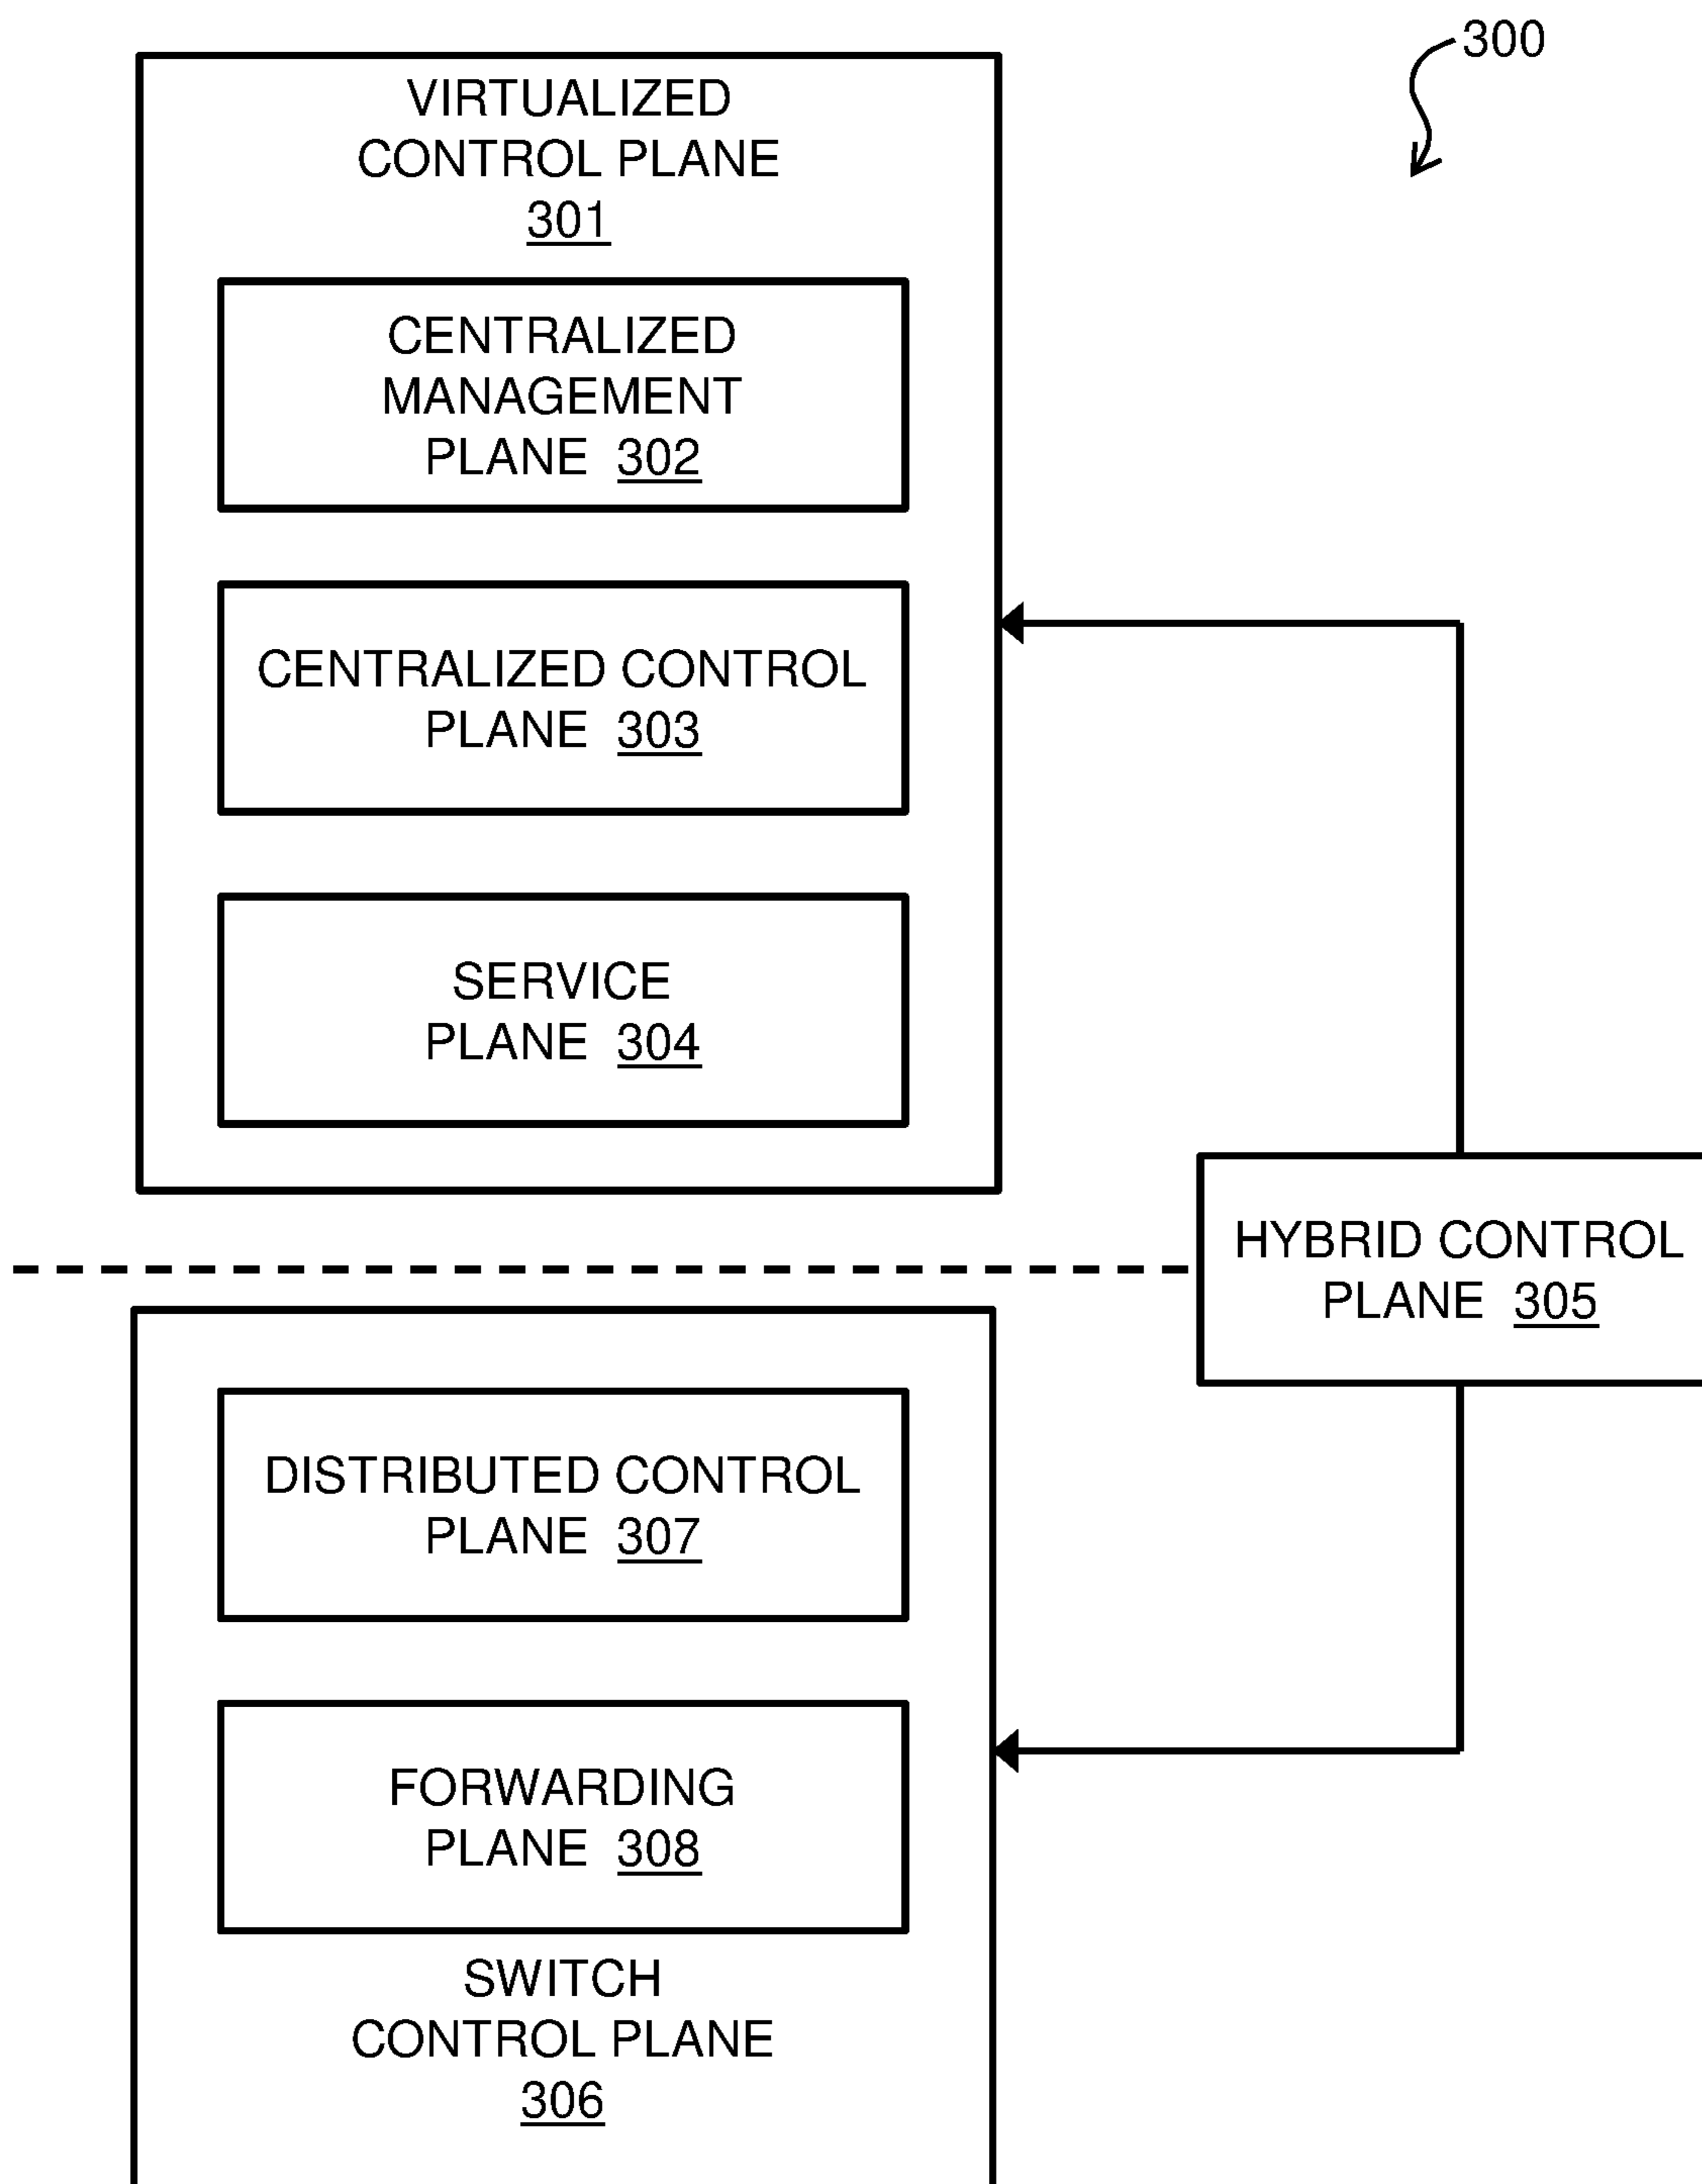 300
VIRTUALIZED
CONTROL PLANE
301
CENTRALIZED
MANAGEMENT
PLANE 302
CENTRALIZED CONTROL
PLANE 303
SERVICE
PLANE 304
HYBRID CONTROL
PLANE 305
DISTRIBUTED CONTROL
PLANE 307
FORWARDING
PLANE 308
SWITCH
CONTROL PLANE
306